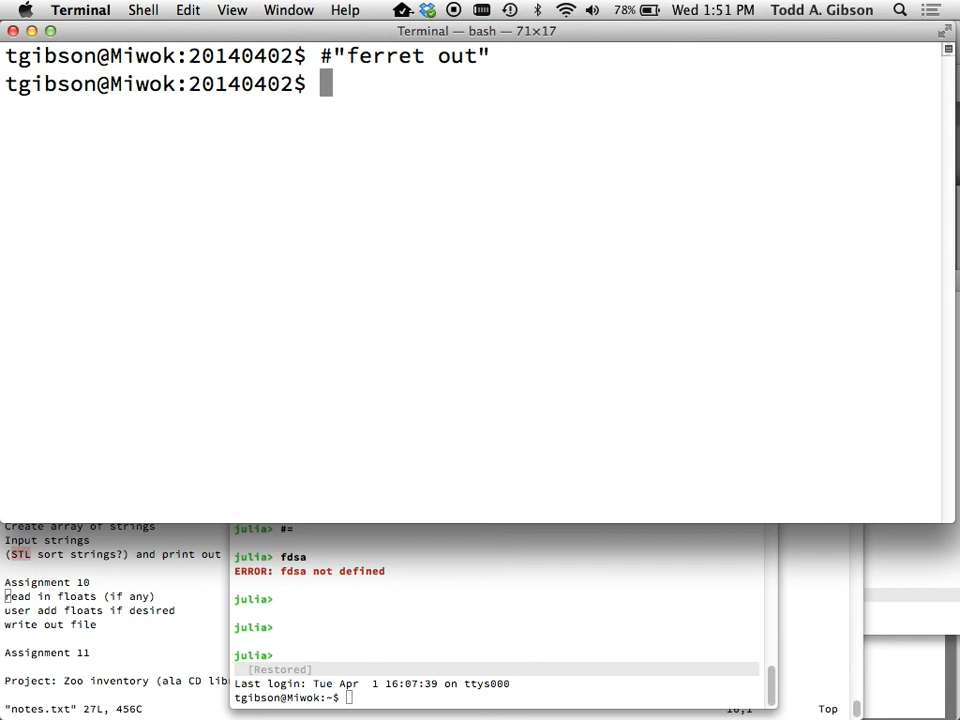 Terminal Shell Edit View Window Help 78% Wed 1:51 PM Todd A. Gibson
Terminal — bash — 71×17
tgibson@Miwok:20140402$ #"ferret out"
tgibson@Miwok:20140402$
Create array of strings
Input strings
(STL sort strings?) and print out
Assignment 10
read in floats (if any)
user add floats if desired
write out file
Assignment 11
Project: Zoo inventory (ala CD lib
"notes.txt" 27L, 456C
julia> #=
julia> fdsa
ERROR: fdsa not defined
julia>
julia>
julia>
[Restored]
Last login: Tue Apr 1 16:07:39 on ttys000
tgibson@Miwok:~$
Top